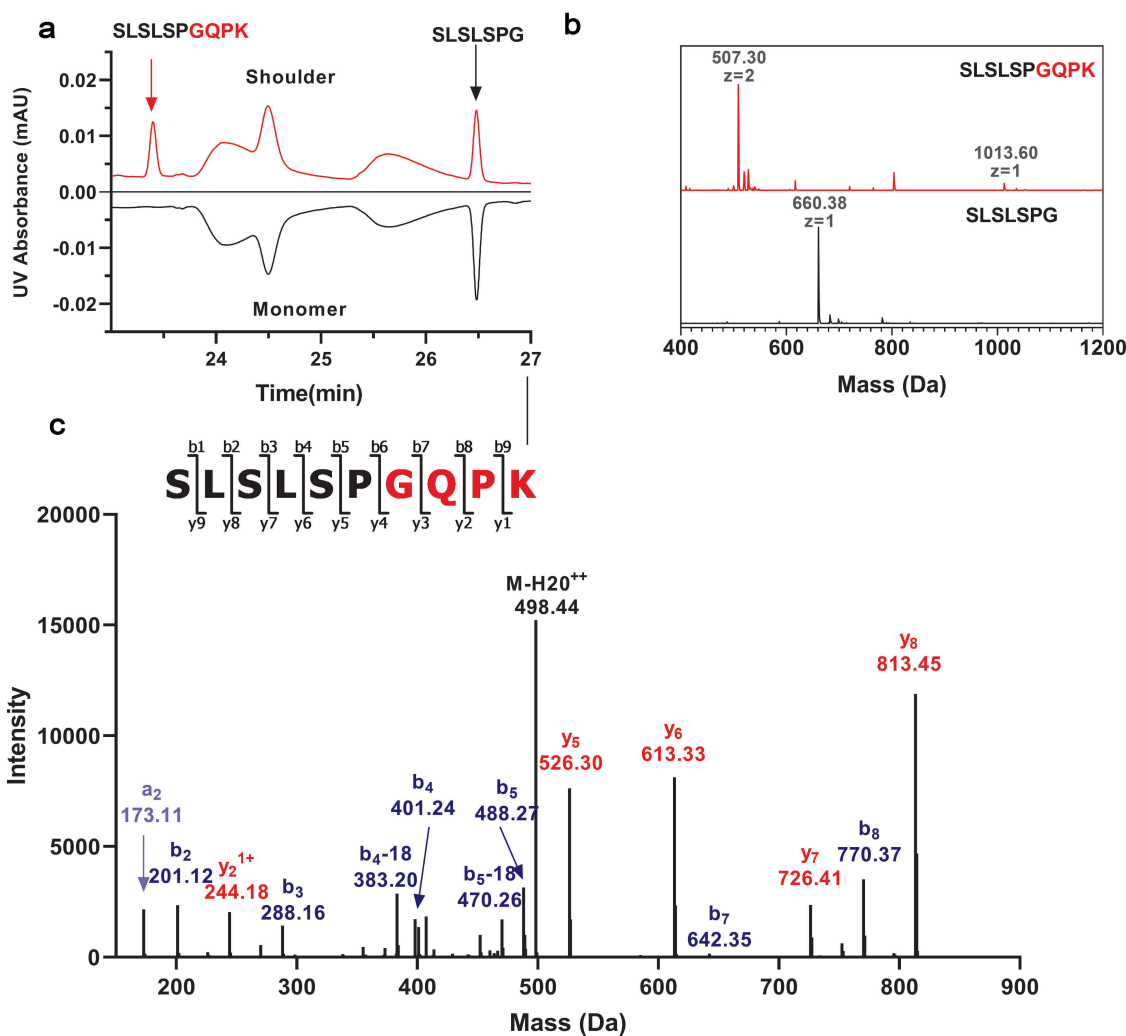 a
SLSLSPGQPK
SLSLSPG
Shoulder
Monomer
UV Absorbance (mAU)
0.02
0.01
0.00
-0.01
-0.02
24
25
26
27
Time(min)
b
507.30
z=2
SLSLSPGQPK
1013.60
z=1
660.38
z=1
SLSLSPG
400
600
800
1000
1200
Mass (Da)
c
b1 b2 b3 b4 b5 b6 b7 b8 b9
SLSLSPGQPK
y9 y8 y7 y6 y5 y4 y3 y2 y1
Intensity
20000
15000
10000
5000
0
a₂
173.11
b₂
201.12
y₂¹⁺
244.18
b₃
288.16
b₄-18
383.20
b₄
401.24
b₅-18
470.26
b₅
488.27
M-H20⁺⁺
498.44
y₅
526.30
y₆
613.33
b₇
642.35
y₇
726.41
b₈
770.37
y₈
813.45
200
300
400
500
600
700
800
900
Mass (Da)